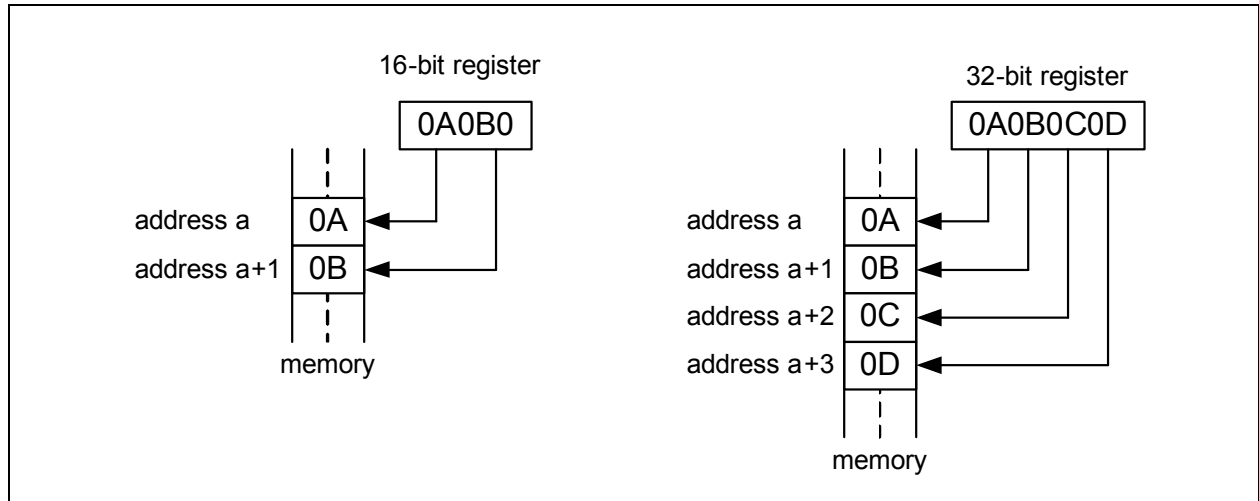 16-bit register
0A0B0
address a
0A
address a+1
0B
memory
32-bit register
0A0B0C0D
address a
0A
address a+1
0B
address a+2
0C
address a+3
0D
memory